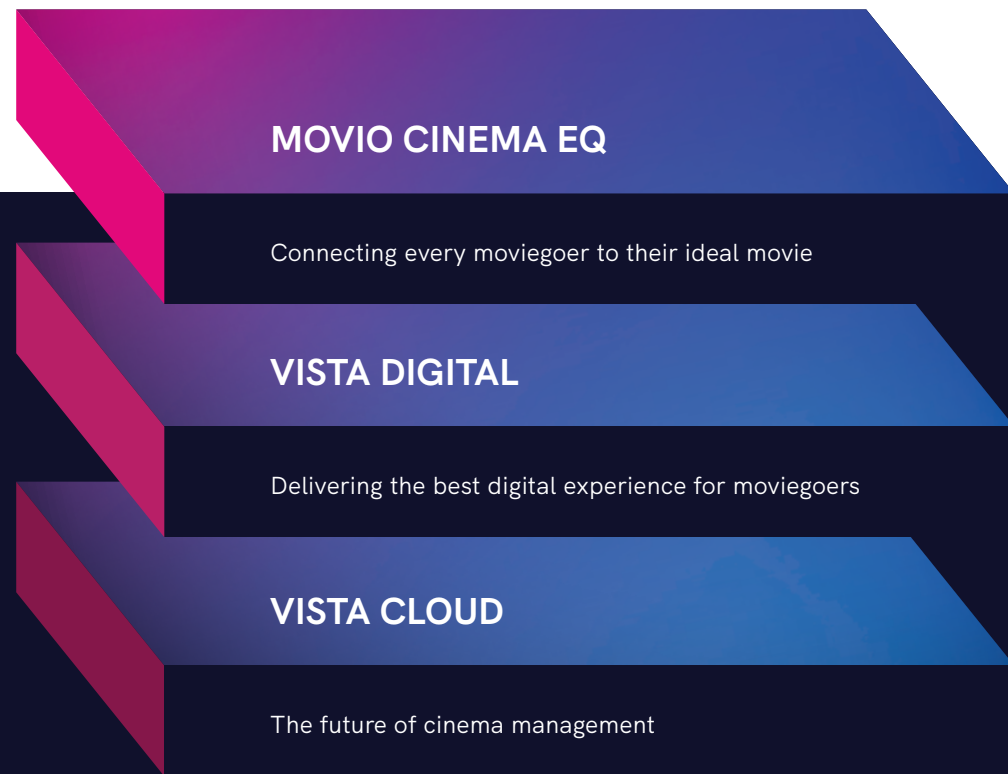 MOVIO CINEMA EQ
Connecting every moviegoer to their ideal movie
VISTA DIGITAL
Delivering the best digital experience for moviegoers
VISTA CLOUD
The future of cinema management